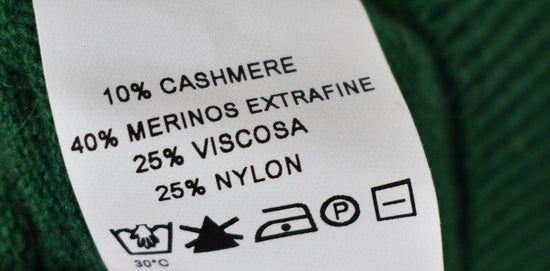 10% CASHMERE
40% MERINOS EXTRAFINE
25% VISCOSA
25% NYLON
P
30°C